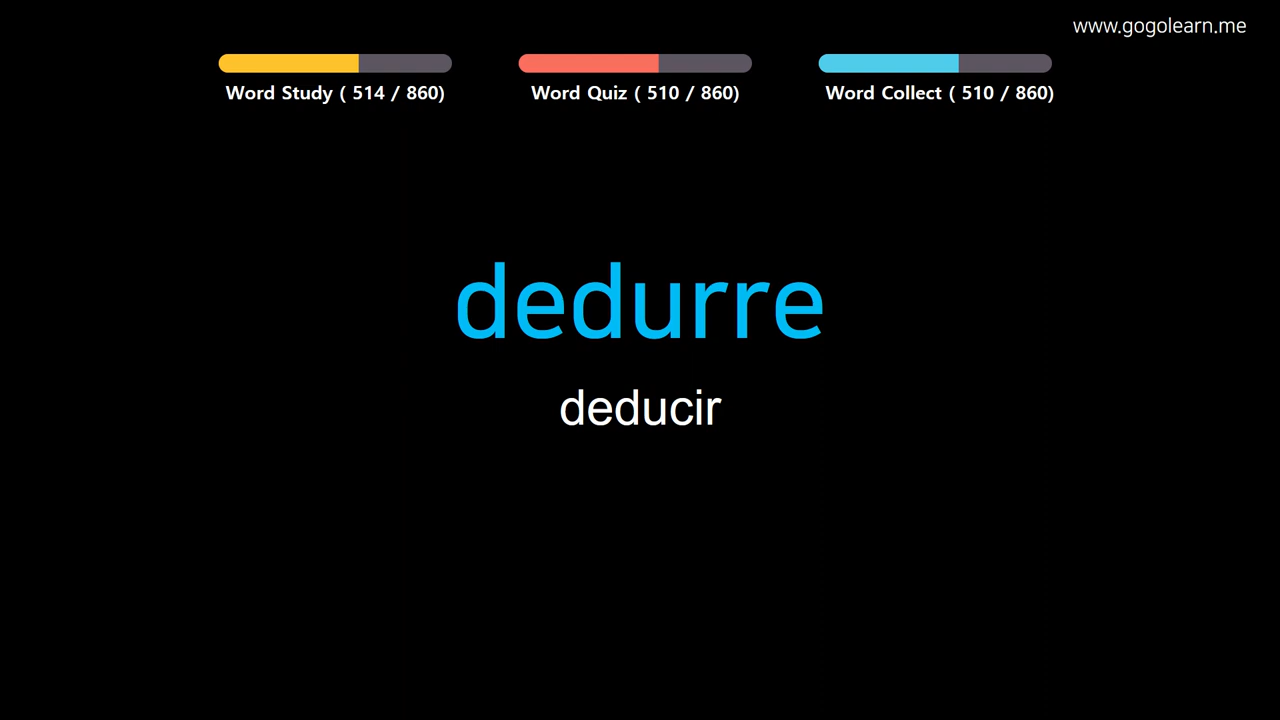 www.gogolearn.me
Word Study ( 514 / 860)
Word Quiz ( 510 / 860)
Word Collect ( 510 / 860)
dedurre
deducir